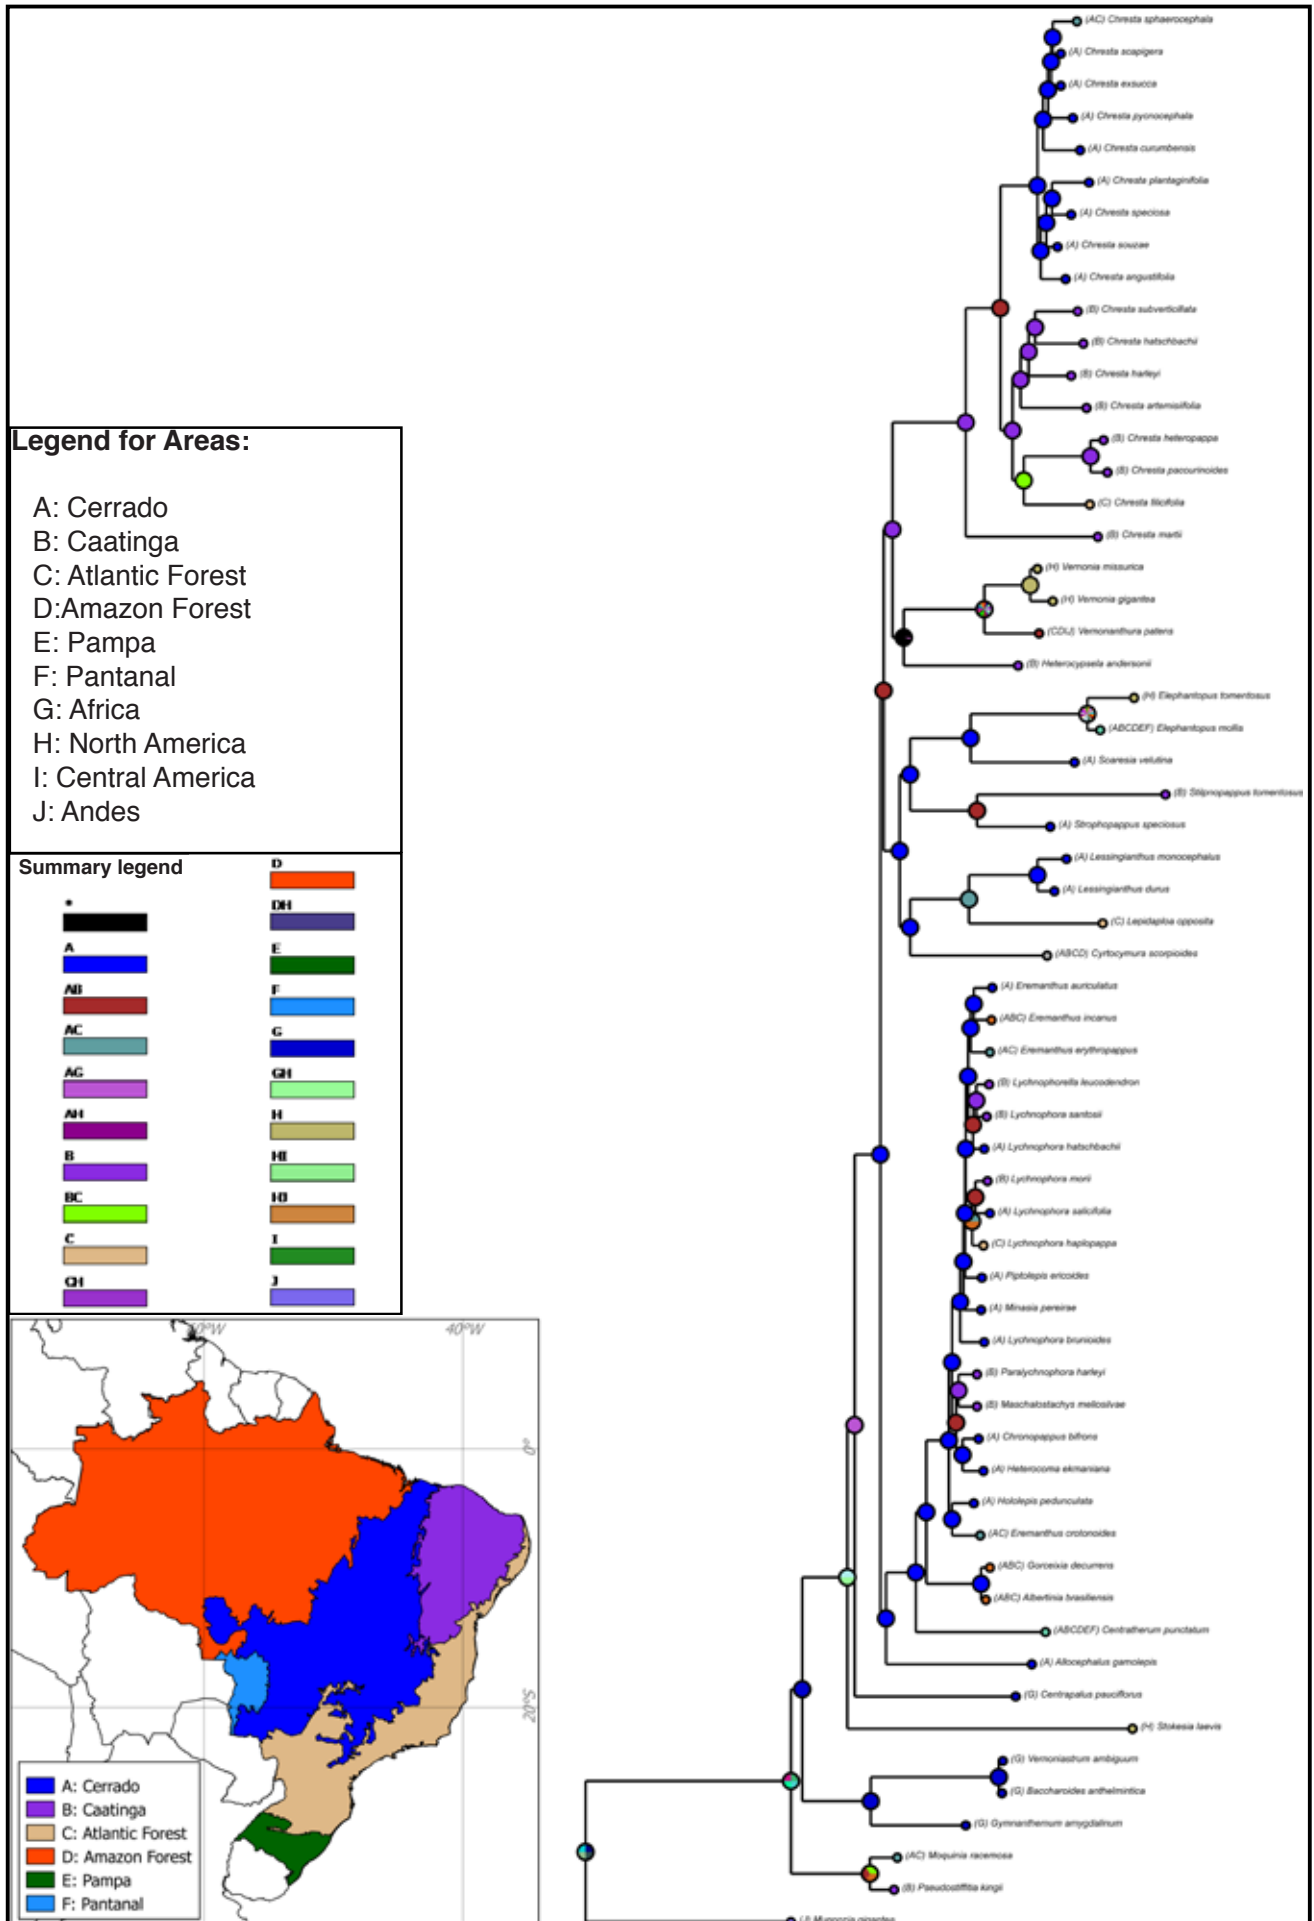 (AC) Chresta sphaerocephala
(A) Chresta scapigera
(A) Chresta exsucca
(A) Chresta pycnocephala
(A) Chresta curumbensis
(A) Chresta plantaginifolia
(A) Chresta speciosa
(A) Chresta souzae
(A) Chresta angustifolia
(B) Chresta subverticillata
(B) Chresta hatschbachii
(B) Chresta harleyi
(B) Chresta artemisiifolia
(B) Chresta heteropappa
(B) Chresta pacourinoides
(C) Chresta filicifolia
(B) Chresta martii
(H) Vernonia missurica
(H) Vernonia gigantea
(CDIJ) Vernonanthura patens
(B) Heterocypsela andersonii
(H) Elephantopus tomentosus
(ABCDEF) Elephantopus mollis
(A) Soaresia velutina
(B) Stilpnopappus tomentosus
(A) Strophopappus speciosus
(A) Lessingianthus monocephalus
(A) Lessingianthus durus
(C) Lepidaploa opposita
(ABCD) Cyrtocymura scorpioides
(A) Eremanthus auriculatus
(ABC) Eremanthus incanus
(AC) Eremanthus erythropappus
(B) Lychnophorella leucodendron
(B) Lychnophora santosii
(A) Lychnophora hatschbachii
(B) Lychnophora morii
(A) Lychnophora salicifolia
(C) Lychnophora haplopappa
(A) Piptolepis ericoides
(A) Minasia pereirae
(A) Lychnophora brunioides
(B) Paralychnophora harleyi
(B) Maschalostachys mellosilvae
(A) Chronopappus bifrons
(A) Heterocoma ekmaniana
(A) Hololepis pedunculata
(AC) Eremanthus crotonoides
(ABC) Gorceixia decurrens
(ABC) Albertinia brasiliensis
(ABCDEF) Centratherum punctatum
(A) Allocephalus gamolepis
(G) Centrapalus pauciflorus
(H) Stokesia laevis
(G) Vernoniastrum ambiguum
(G) Baccharoides anthelmintica
(G) Gymnanthemum amygdalinum
(AC) Moquinia racemosa
(B) Pseudostifftia kingii
(J) Munnozia gigantea
Legend for Areas:
A: Cerrado
B: Caatinga
C: Atlantic Forest
D:Amazon Forest
E: Pampa
F: Pantanal
G: Africa
H: North America
I: Central America
J: Andes
Summary legend
*
A
AB
AC
AG
AH
B
BC
C
CH
D
DH
E
F
G
GH
H
HI
HJ
I
J
60°W
40°W
0°
20°S
A: Cerrado
B: Caatinga
C: Atlantic Forest
D: Amazon Forest
E: Pampa
F: Pantanal